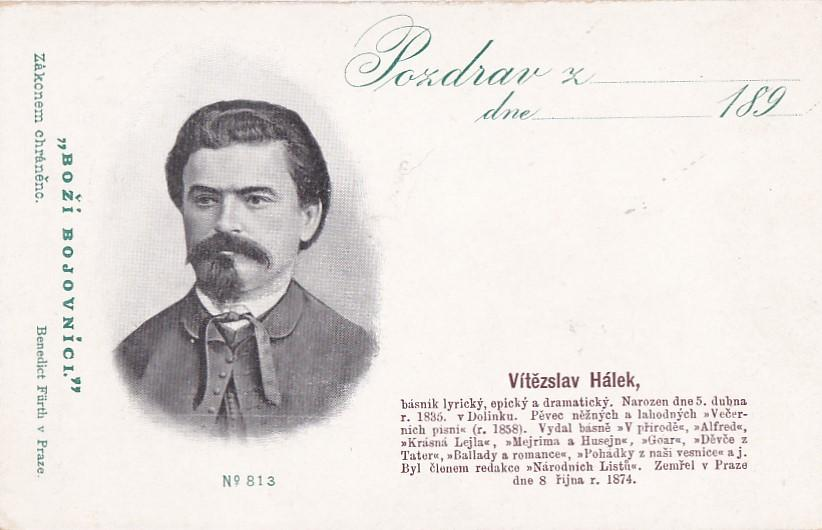 Pozdrav z
dne 189
Zákonem chráněno.
„BOŽÍ BOJOVNÍCI.”
Benedict Fürth v Praze.
Vítězslav Hálek,
básník lyrický, epický a dramatický. Narozen dne 5. dubna
r. 1835. v Dolinku. Pěvec něžných a lahodných »Večer-
ních písní« (r. 1858). Vydal básně »V přírodě«, »Alfred«,
»Krásná Lejla«, »Mejrima a Husejn«, »Goar«, »Děvče z
Tater«, »Ballady a romance«, »Pohádky z naší vesnice« a j.
Byl členem redakce »Národních Listů«. Zemřel v Praze
dne 8 října r. 1874.
Nº 813